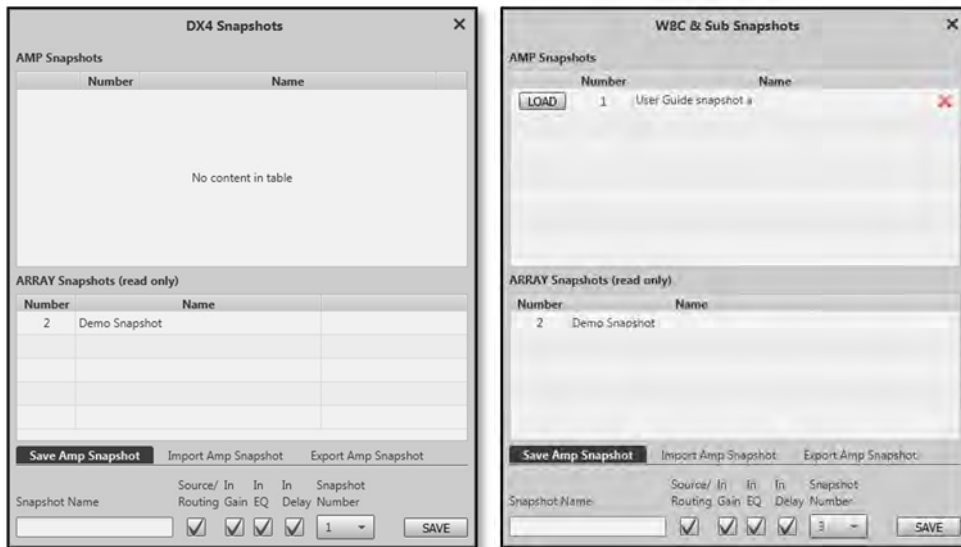 DX4 Snapshots
AMP Snapshots
Number Name
No content in table
ARRAY Snapshots (read only)
Number Name
2 Demo Snapshot
Save Amp Snapshot Import Amp Snapshot Export Amp Snapshot
Source/ In In In Snapshot
Snapshot Name Routing Gain EQ Delay Number
1 SAVE
W8C & Sub Snapshots
AMP Snapshots
Number Name
LOAD 1 User Guide snapshot a
ARRAY Snapshots (read only)
Number Name
2 Demo Snapshot
Save Amp Snapshot Import Amp Snapshot Export Amp Snapshot
Source/ In In In Snapshot
Snapshot Name Routing Gain EQ Delay Number
3 SAVE